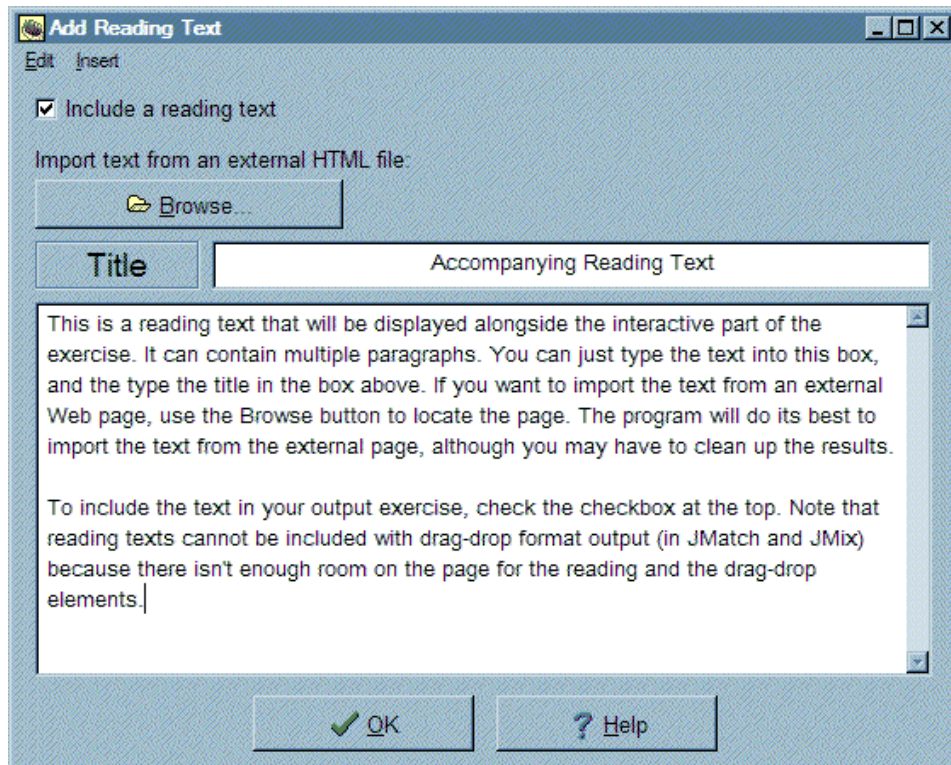 Add Reading Text
Edit Insert
Include a reading text
Import text from an external HTML file:
Browse...
Title Accompanying Reading Text
This is a reading text that will be displayed alongside the interactive part of the
exercise. It can contain multiple paragraphs. You can just type the text into this box,
and the type the title in the box above. If you want to import the text from an external
Web page, use the Browse button to locate the page. The program will do its best to
import the text from the external page, although you may have to clean up the results.
To include the text in your output exercise, check the checkbox at the top. Note that
reading texts cannot be included with drag-drop format output (in JMatch and JMix)
because there isn't enough room on the page for the reading and the drag-drop
elements.
OK ? Help